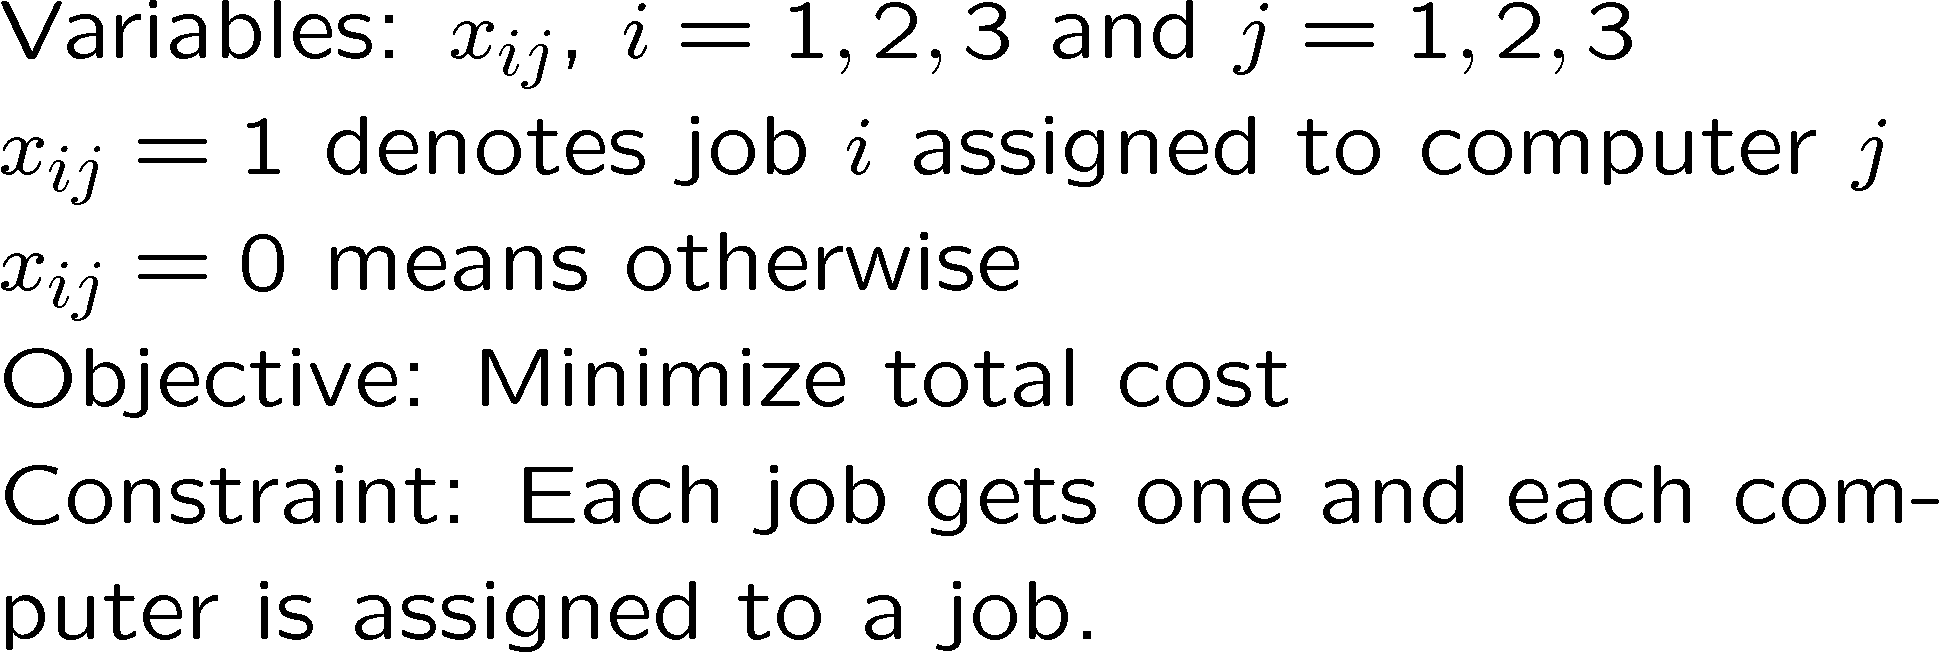 Variables: x_{ij}, i = 1, 2, 3 and j = 1, 2, 3
x_{ij} = 1 denotes job i assigned to computer j
x_{ij} = 0 means otherwise
Objective: Minimize total cost
Constraint: Each job gets one and each com-
puter is assigned to a job.